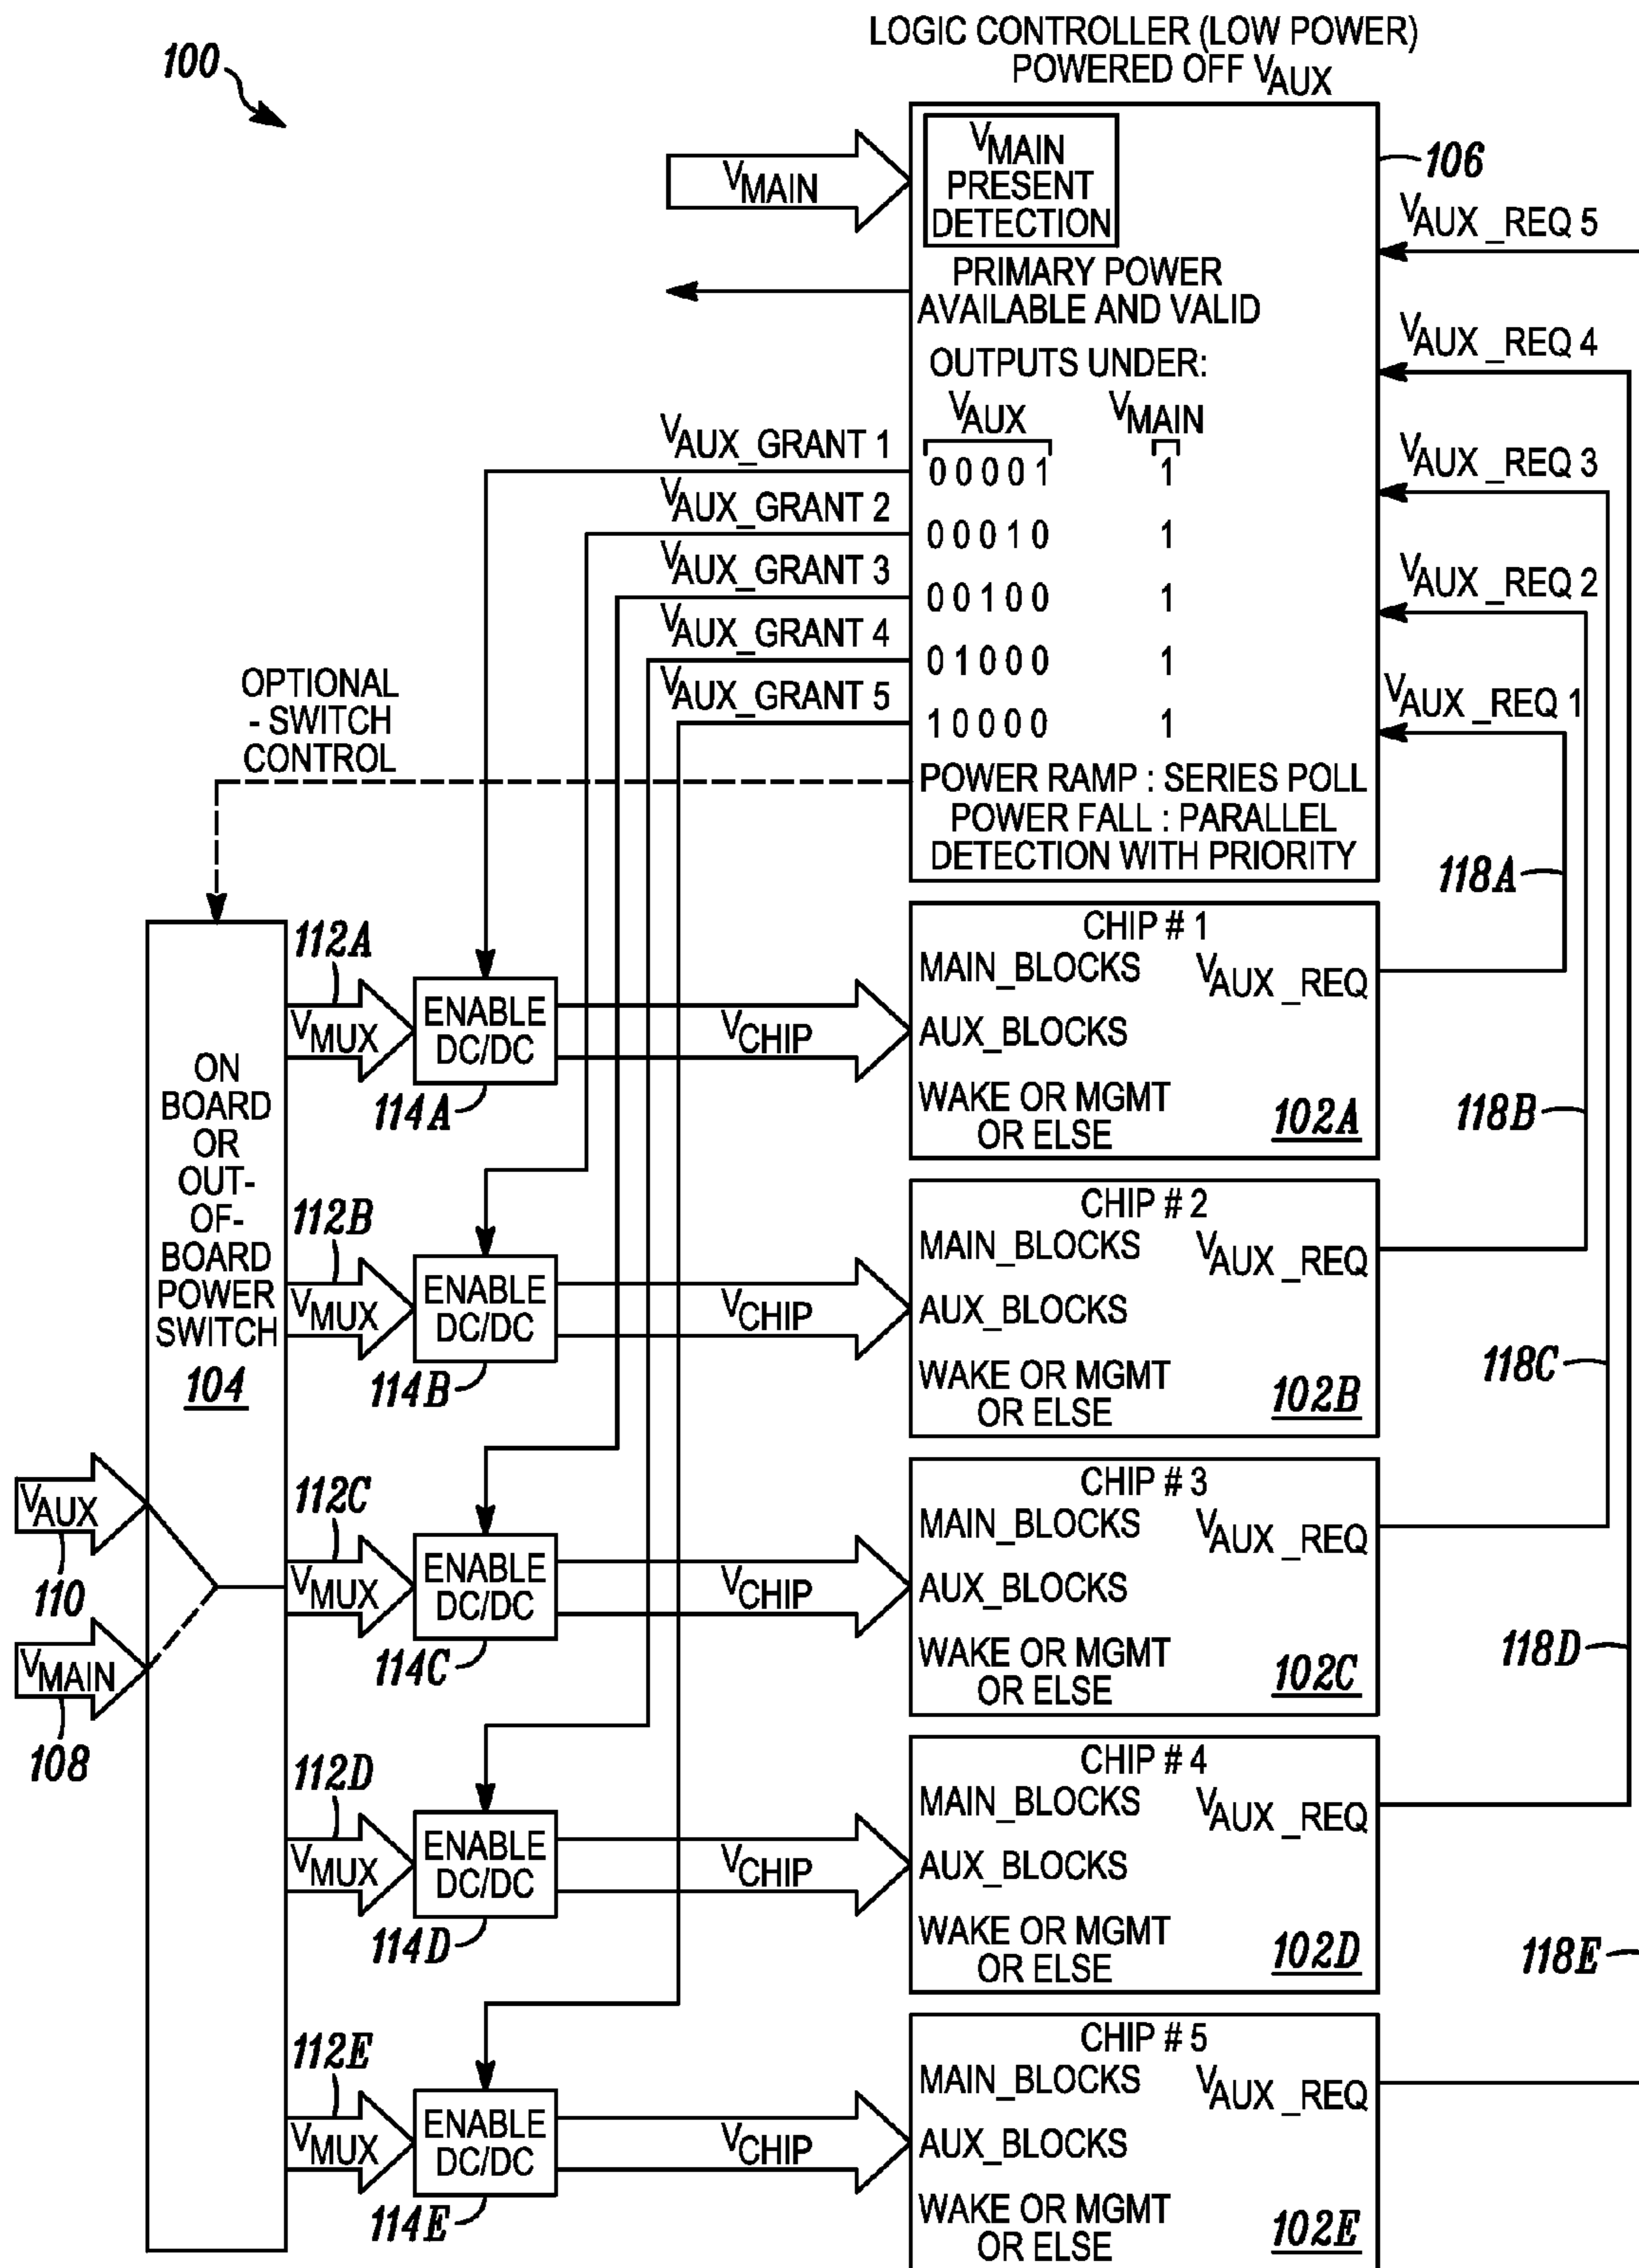 100
LOGIC CONTROLLER (LOW POWER)
POWERED OFF VAUX
VMAIN
VMAIN
PRESENT
DETECTION
106
PRIMARY POWER
AVAILABLE AND VALID
OUTPUTS UNDER:
VAUX VMAIN
00001 1
00010 1
00100 1
01000 1
10000 1
POWER RAMP : SERIES POLL
POWER FALL : PARALLEL
DETECTION WITH PRIORITY
VAUX_REQ 5
VAUX_REQ 4
VAUX_REQ 3
VAUX_REQ 2
VAUX_REQ 1
VAUX_GRANT 1
VAUX_GRANT 2
VAUX_GRANT 3
VAUX_GRANT 4
VAUX_GRANT 5
OPTIONAL
- SWITCH
CONTROL
118A
118B
118C
118D
118E
ON
BOARD
OR
OUT-
OF-
BOARD
POWER
SWITCH
104
VAUX
110
VMAIN
108
112A
VMUX
ENABLE
DC/DC
114A
VCHIP
CHIP # 1
MAIN_BLOCKS VAUX_REQ
AUX_BLOCKS
WAKE OR MGMT
OR ELSE
102A
112B
VMUX
ENABLE
DC/DC
114B
VCHIP
CHIP # 2
MAIN_BLOCKS VAUX_REQ
AUX_BLOCKS
WAKE OR MGMT
OR ELSE
102B
112C
VMUX
ENABLE
DC/DC
114C
VCHIP
CHIP # 3
MAIN_BLOCKS VAUX_REQ
AUX_BLOCKS
WAKE OR MGMT
OR ELSE
102C
112D
VMUX
ENABLE
DC/DC
114D
VCHIP
CHIP # 4
MAIN_BLOCKS VAUX_REQ
AUX_BLOCKS
WAKE OR MGMT
OR ELSE
102D
112E
VMUX
ENABLE
DC/DC
114E
VCHIP
CHIP # 5
MAIN_BLOCKS VAUX_REQ
AUX_BLOCKS
WAKE OR MGMT
OR ELSE
102E